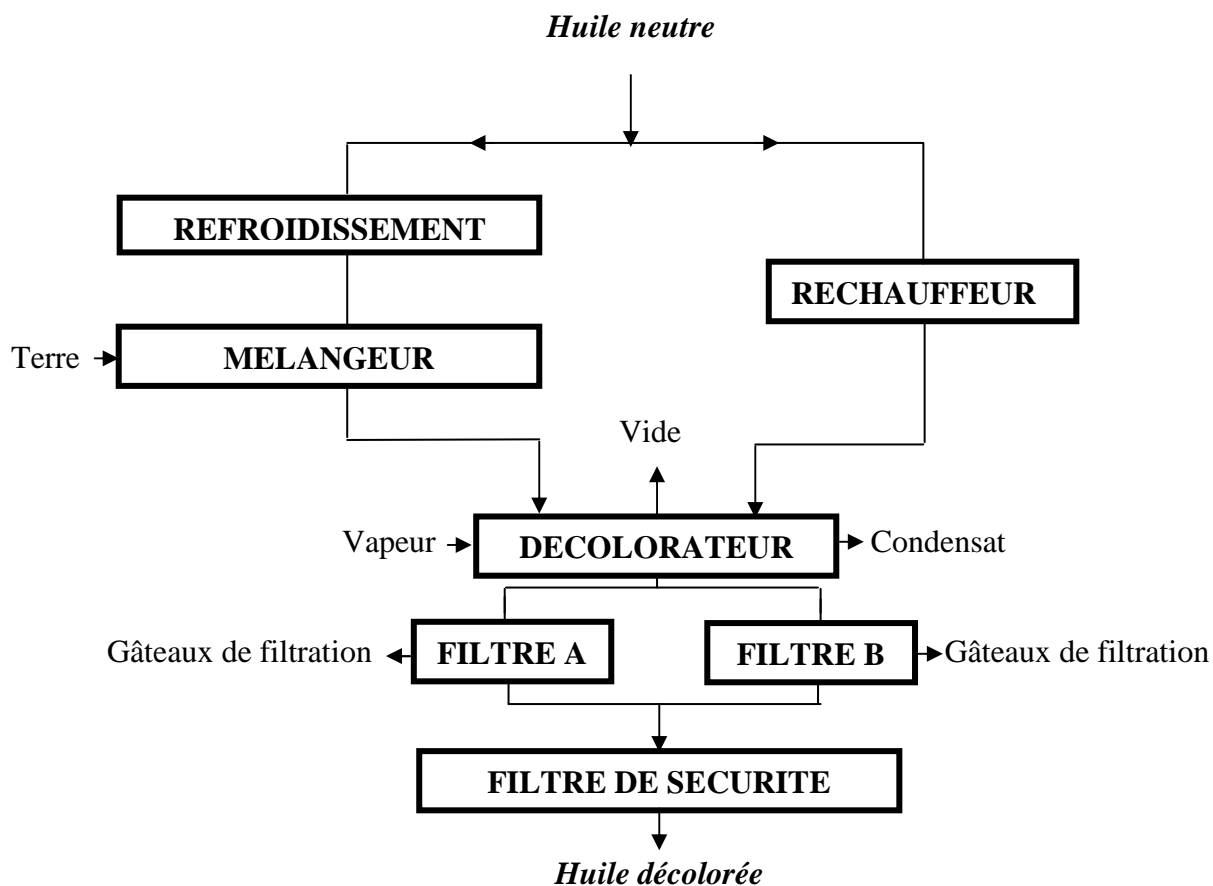 Huile neutre
REFROIDISSEMENT
RECHAUFFEUR
Terre
MELANGEUR
Vide
Vapeur
DECOLORATEUR
Condensat
Gâteaux de filtration
FILTRE A
FILTRE B
Gâteaux de filtration
FILTRE DE SECURITE
Huile décolorée